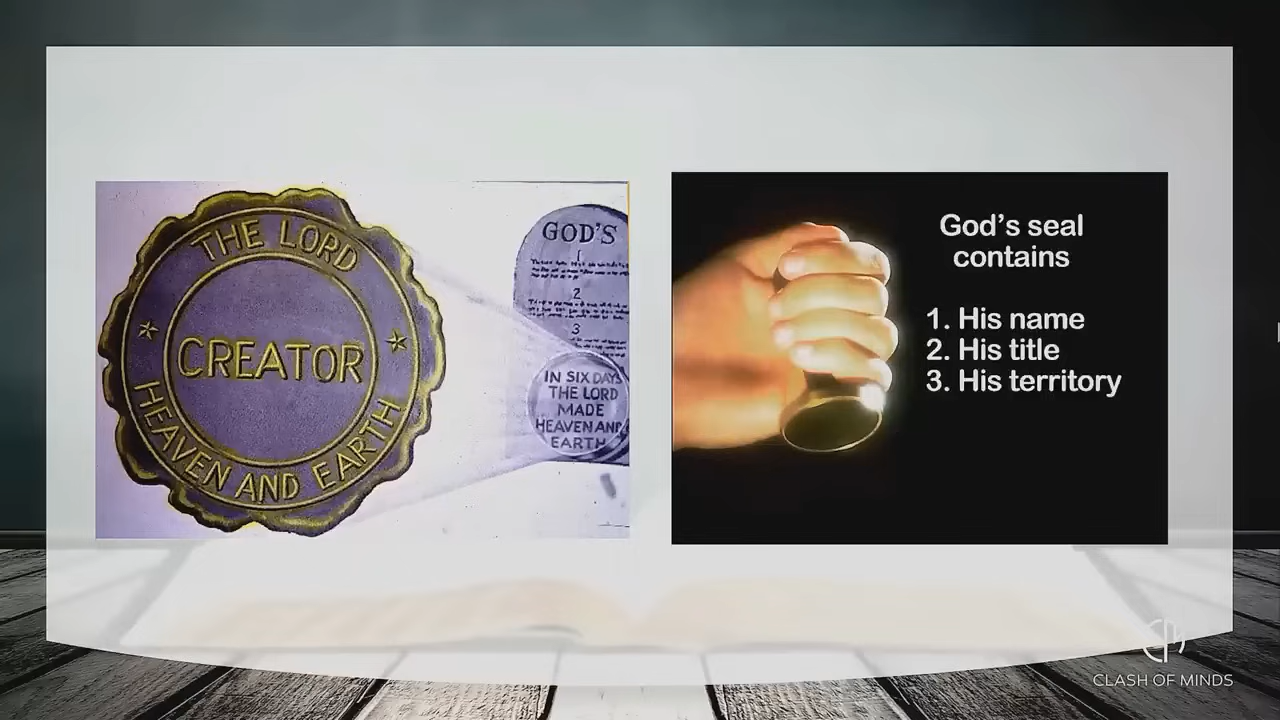 THE LORD
CREATOR
HEAVEN AND EARTH
GOD'S
1
2
3
IN SIX DAYS
THE LORD
MADE
HEAVEN AND
EARTH
God's seal
contains
1. His name
2. His title
3. His territory
CLASH OF MINDS